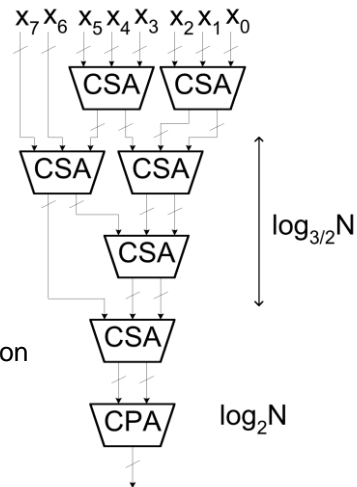 x₇ x₆ x₅ x₄ x₃ x₂ x₁ x₀
CSA CSA
CSA CSA
log₃/₂N
CSA
CSA
on
CPA log₂N